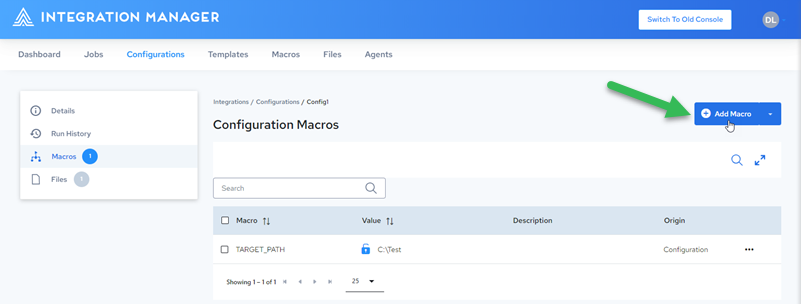 INTEGRATION MANAGER
Switch To Old Console
DL
Dashboard Jobs Configurations Templates Macros Files Agents
Details
Run History
Macros 1
Files 1
Integrations / Configurations / Config1
Configuration Macros
Add Macro
Search
Macro Value Description Origin
TARGET_PATH C:\Test Configuration
Showing 1 - 1 of 1 25